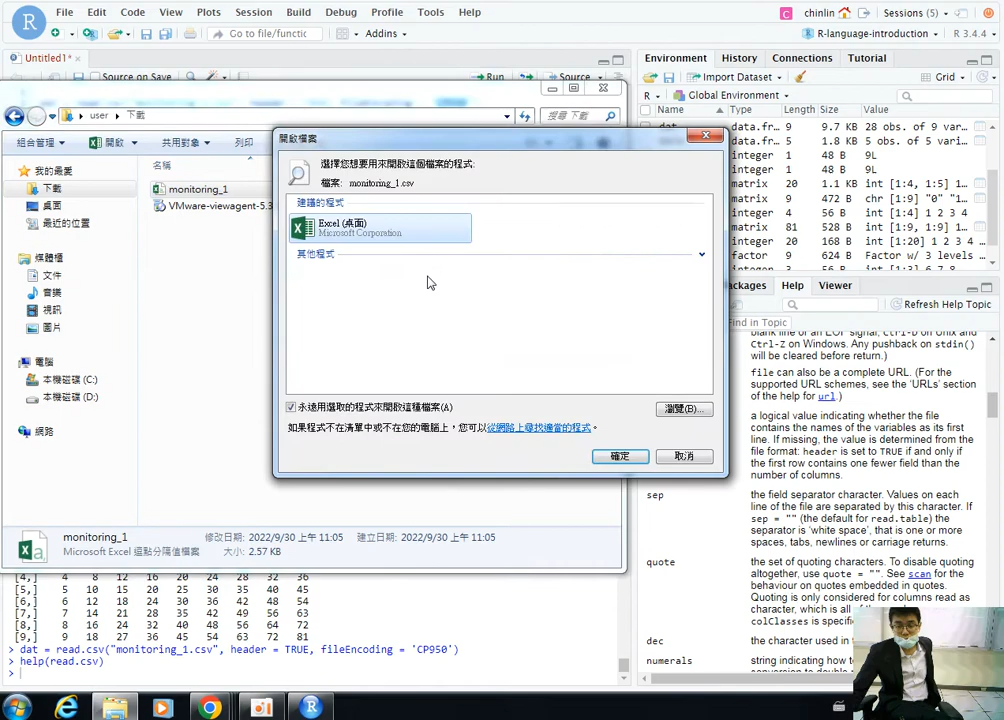 File Edit Code View Plots Session Build Debug Profile Tools Help
chinlin
Sessions (5)
Go to file/functic
Addins
R-language-introduction
R 3.4.4
Untitled1*
Source on Save
Run
Source
Environment History Connections Tutorial
Import Dataset
Grid
R
Global Environment
Name Type Length Size Value
dat data.fr… 9 9.7 KB 28 obs. of 9 var…
data.fr… 5 1.8 KB 5 obs. of 5 vari…
integer 1 48 B 9L
matrix 20 1.1 KB int [1:4, 1:5] 1…
matrix 9 472 B chr [1:9] "0" "1"
integer 4 56 B int [1:4] 1 2 3 4
matrix 81 528 B int [1:9, 1:9] 1…
integer 20 168 B int [1:20] 1 2 3 4
factor 9 624 B Factor w/ 3 levels
integer 3 56 B int [1:3] 6 7 8
user
下載
搜尋 下載
組合管理
開啟
共用對象
列印
我的最愛
下載
桌面
最近的位置
媒體櫃
文件
音樂
視訊
圖片
電腦
本機磁碟 (C:)
本機磁碟 (D:)
網路
名稱
monitoring_1
VMware-viewagent-5.3
開啟檔案
選擇您想要用來開啟這個檔案的程式:
檔案: monitoring_1.csv
建議的程式
Excel (桌面)
Microsoft Corporation
其他程式
永遠用選取的程式來開啟這種檔案(A)
瀏覽(B)...
如果程式不在清單中或不在您的電腦上，您可以從網路上尋找適當的程式。
確定
取消
monitoring_1
修改日期: 2022/9/30 上午 11:05
建立日期: 2022/9/30 上午 11:05
Microsoft Excel 逗點分隔值檔案
大小: 2.57 KB
[4,] 4 8 12 16 20 24 28 32 36
[5,] 5 10 15 20 25 30 35 40 45
[6,] 6 12 18 24 30 36 42 48 54
[7,] 7 14 21 28 35 42 49 56 63
[8,] 8 16 24 32 40 48 56 64 72
[9,] 9 18 27 36 45 54 63 72 81
> dat = read.csv("monitoring_1.csv", header = TRUE, fileEncoding = 'CP950')
> help(read.csv)
>
ackages Help Viewer
Refresh Help Topic
Find in Topic
blank line or an EOF signal, Ctrl-D on Unix and
Ctrl-Z on Windows. Any pushback on stdin()
will be cleared before return.)
file can also be a complete URL. (For the
supported URL schemes, see the ‘URLs’ section
of the help for url.)
a logical value indicating whether the file
contains the names of the variables as its first
line. If missing, the value is determined from the
file format: header is set to TRUE if and only if
the first row contains one fewer field than the
number of columns.
sep
the field separator character. Values on each
line of the file are separated by this character. If
sep = "" (the default for read.table) the
separator is ‘white space’, that is one or more
spaces, tabs, newlines or carriage returns.
quote
the set of quoting characters. To disable quoting
altogether, use quote = "". See scan for the
behaviour on quotes embedded in quotes.
Quoting is only considered for columns read as
character, which is all of
colClasses is specif
dec
the character used in
numerals
string indicating how t